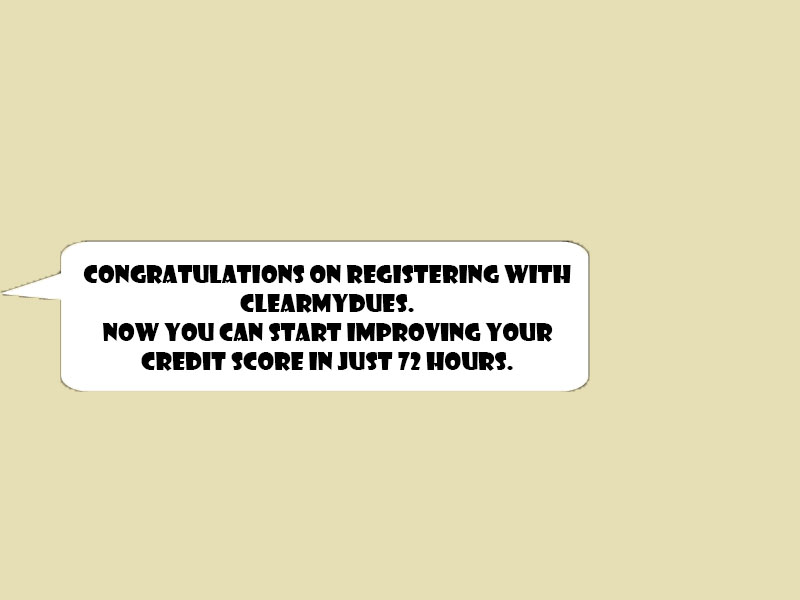 CONGRATULATIONS ON REGISTERING WITH
CLEARMYDUES.
NOW YOU CAN START IMPROVING YOUR
CREDIT SCORE IN JUST 72 HOURS.